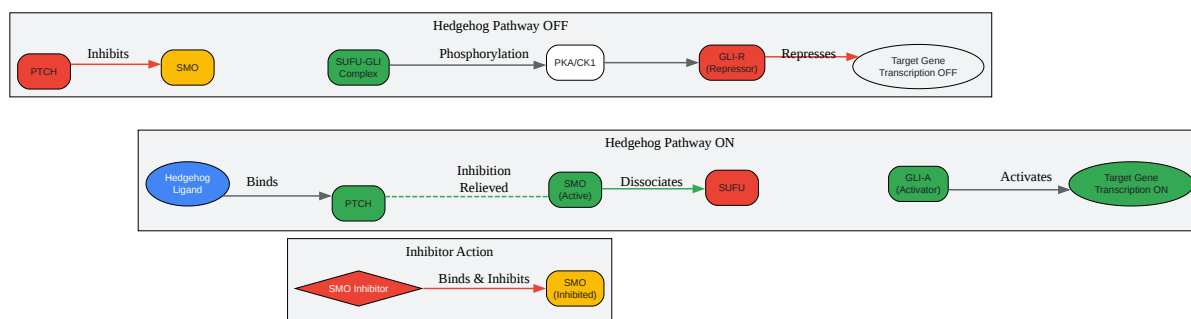 Hedgehog Pathway OFF
PTCH
Inhibits
SMO
SUFU-GLI
Complex
Phosphorylation
PKA/CK1
GLI-R
(Repressor)
Represses
Target Gene
Transcription OFF
Hedgehog Pathway ON
Hedgehog
Ligand
Binds
PTCH
Inhibition
Relieved
SMO
(Active)
Dissociates
SUFU
GLI-A
(Activator)
Activates
Target Gene
Transcription ON
Inhibitor Action
SMO Inhibitor
Binds & Inhibits
SMO
(Inhibited)